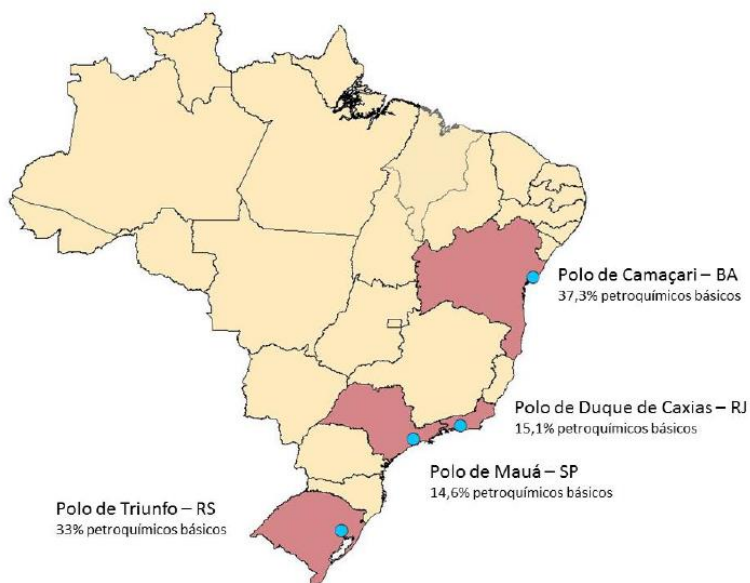 Polo de Camaçari – BA
37,3% petroquímicos básicos
Polo de Duque de Caxias – RJ
15,1% petroquímicos básicos
Polo de Mauá – SP
14,6% petroquímicos básicos
Polo de Triunfo – RS
33% petroquímicos básicos